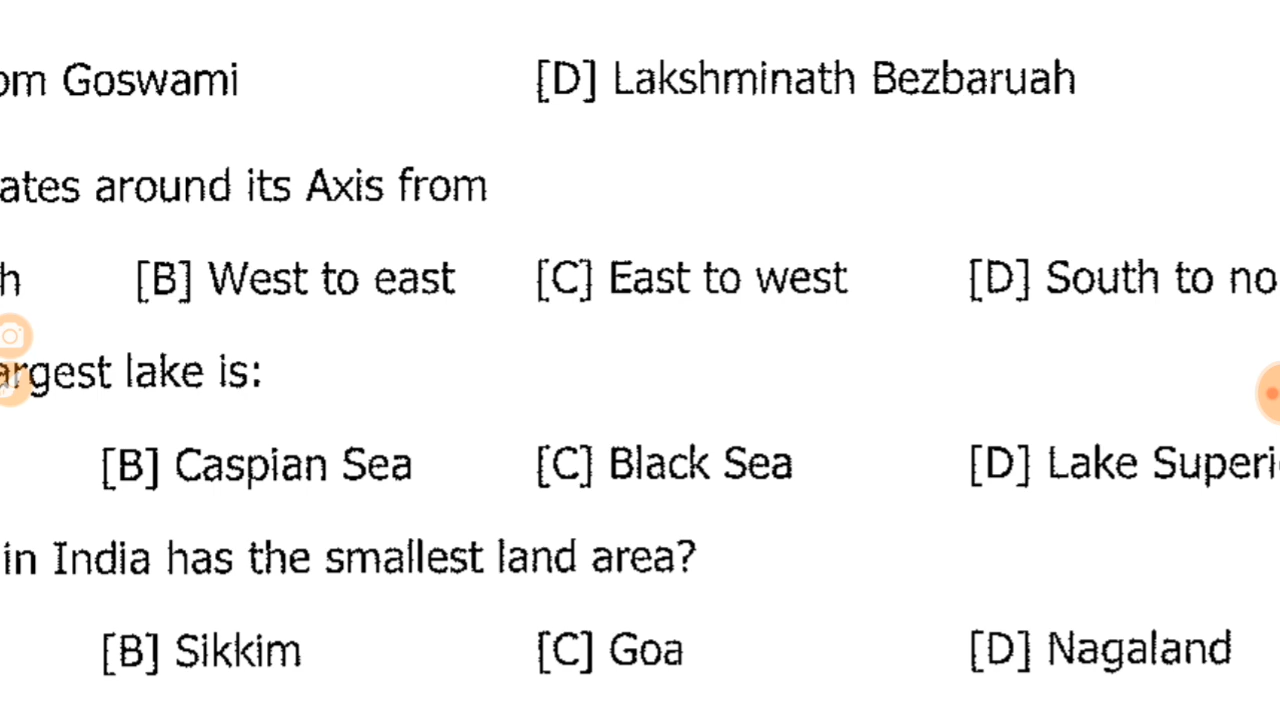 om Goswami [D] Lakshminath Bezbaruah
ates around its Axis from
h [B] West to east [C] East to west [D] South to no
argest lake is:
[B] Caspian Sea [C] Black Sea [D] Lake Superi
in India has the smallest land area?
[B] Sikkim [C] Goa [D] Nagaland